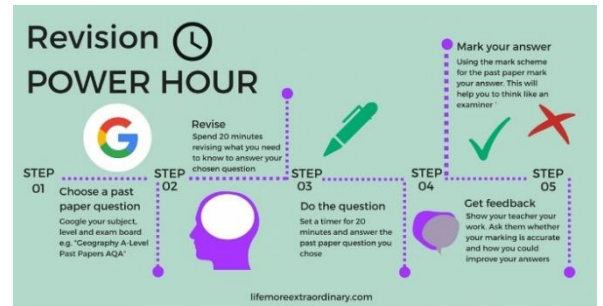 Revision
POWER HOUR
STEP
01
Choose a past
paper question
Google your subject,
level and exam board
e.g. "Geography A-Level
Past Papers AQA"
STEP
02
Revise
Spend 20 minutes
revising what you need
to know to answer your
chosen question
STEP
03
Do the question
Set a timer for 20
minutes and answer the
past paper question you
chose
STEP
04
Mark your answer
Using the mark scheme
for the past paper mark
your answer. This will
help you to think like an
examiner '
STEP
05
Get feedback
Show your teacher your
work. Ask them whether
your marking is accurate
and how you could
improve your answers
lifemoreextraordinary.com